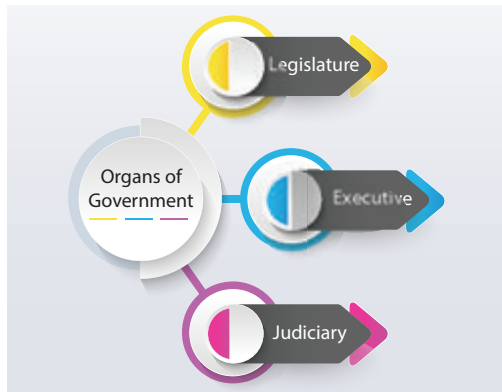 Organs of
Government
Legislature
Executive
Judiciary